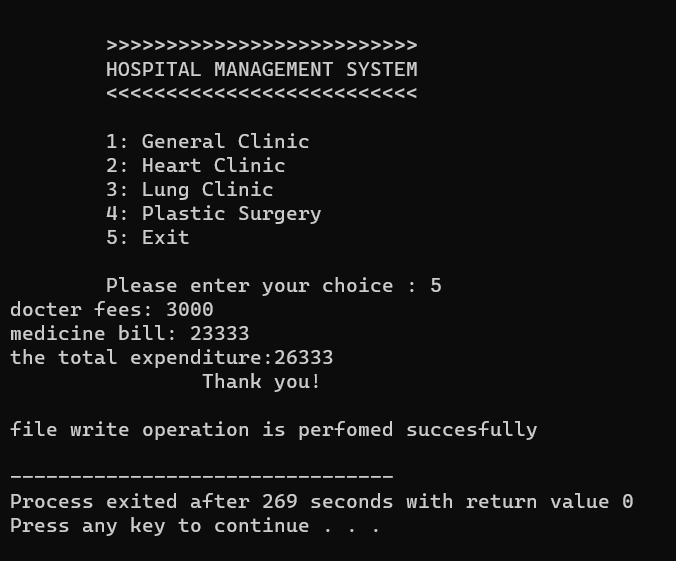 >>>>>>>>>>>>>>>>>>>>>>>>>>
HOSPITAL MANAGEMENT SYSTEM
<<<<<<<<<<<<<<<<<<<<<<<<<<
1: General Clinic
2: Heart Clinic
3: Lung Clinic
4: Plastic Surgery
5: Exit
Please enter your choice : 5
docter fees: 3000
medicine bill: 23333
the total expenditure:26333
Thank you!
file write operation is perfomed succesfully
--------------------------------
Process exited after 269 seconds with return value 0
Press any key to continue . . .